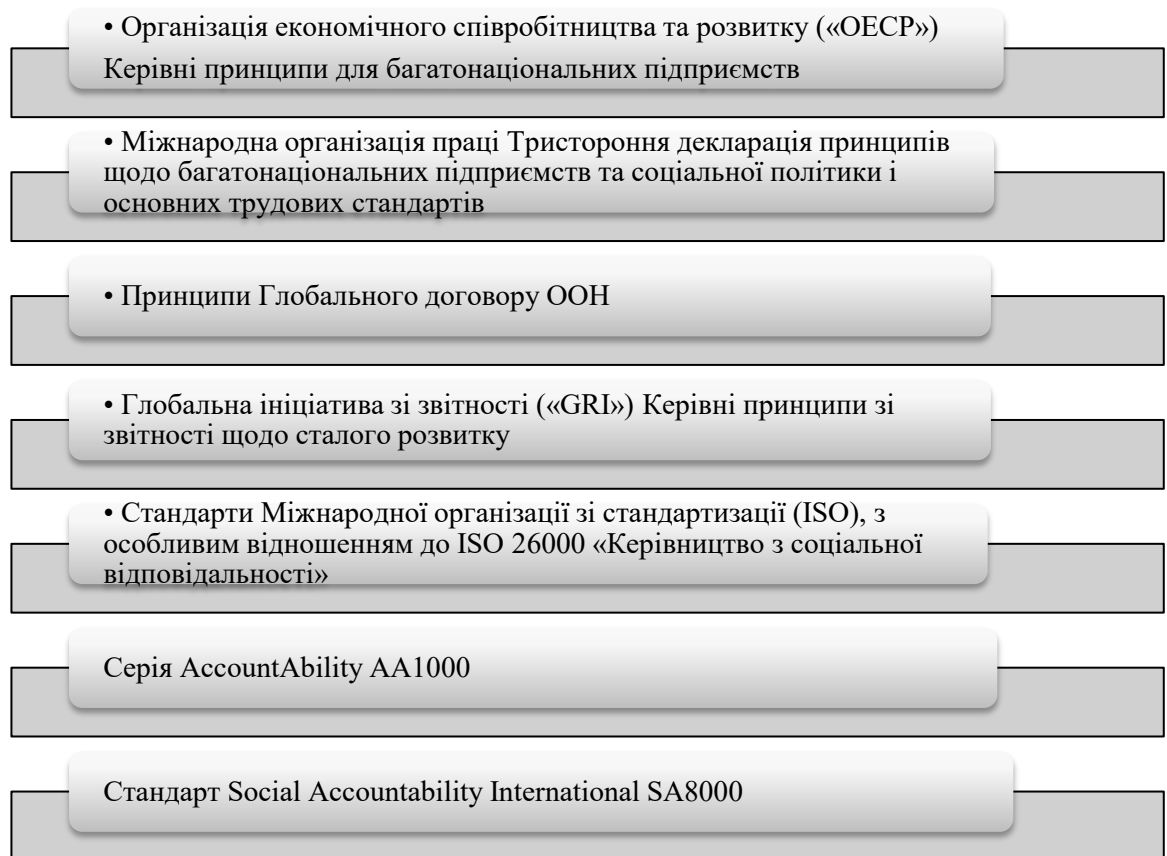 • Організація економічного співробітництва та розвитку («ОЕСР»)
Керівні принципи для багатонаціональних підприємств
• Міжнародна організація праці Тристороння декларація принципів
щодо багатонаціональних підприємств та соціальної політики і
основних трудових стандартів
• Принципи Глобального договору ООН
• Глобальна ініціатива зі звітності («GRI») Керівні принципи зі
звітності щодо сталого розвитку
• Стандарти Міжнародної організації зі стандартизації (ISO), з
особливим відношенням до ISO 26000 «Керівництво з соціальної
відповідальності»
Серія AccountAbility AA1000
Стандарт Social Accountability International SA8000